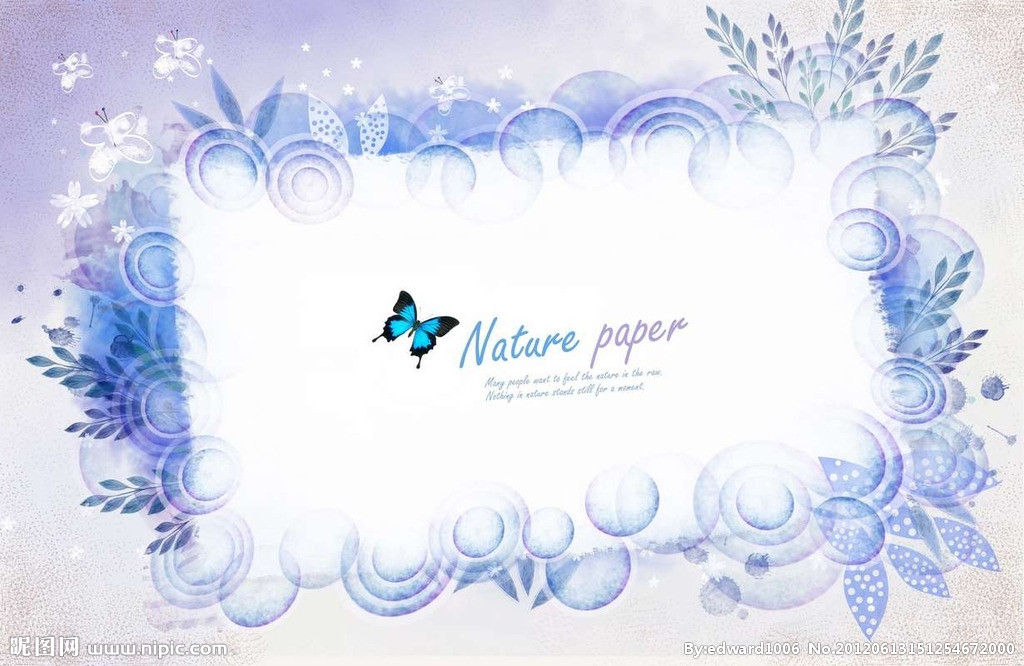 Nature paper
Many people want to feel the nature in the raw.
Nothing in nature stands still for a moment.
昵图网 www.nipic.com
By:edward1006 No.20120613151254672000